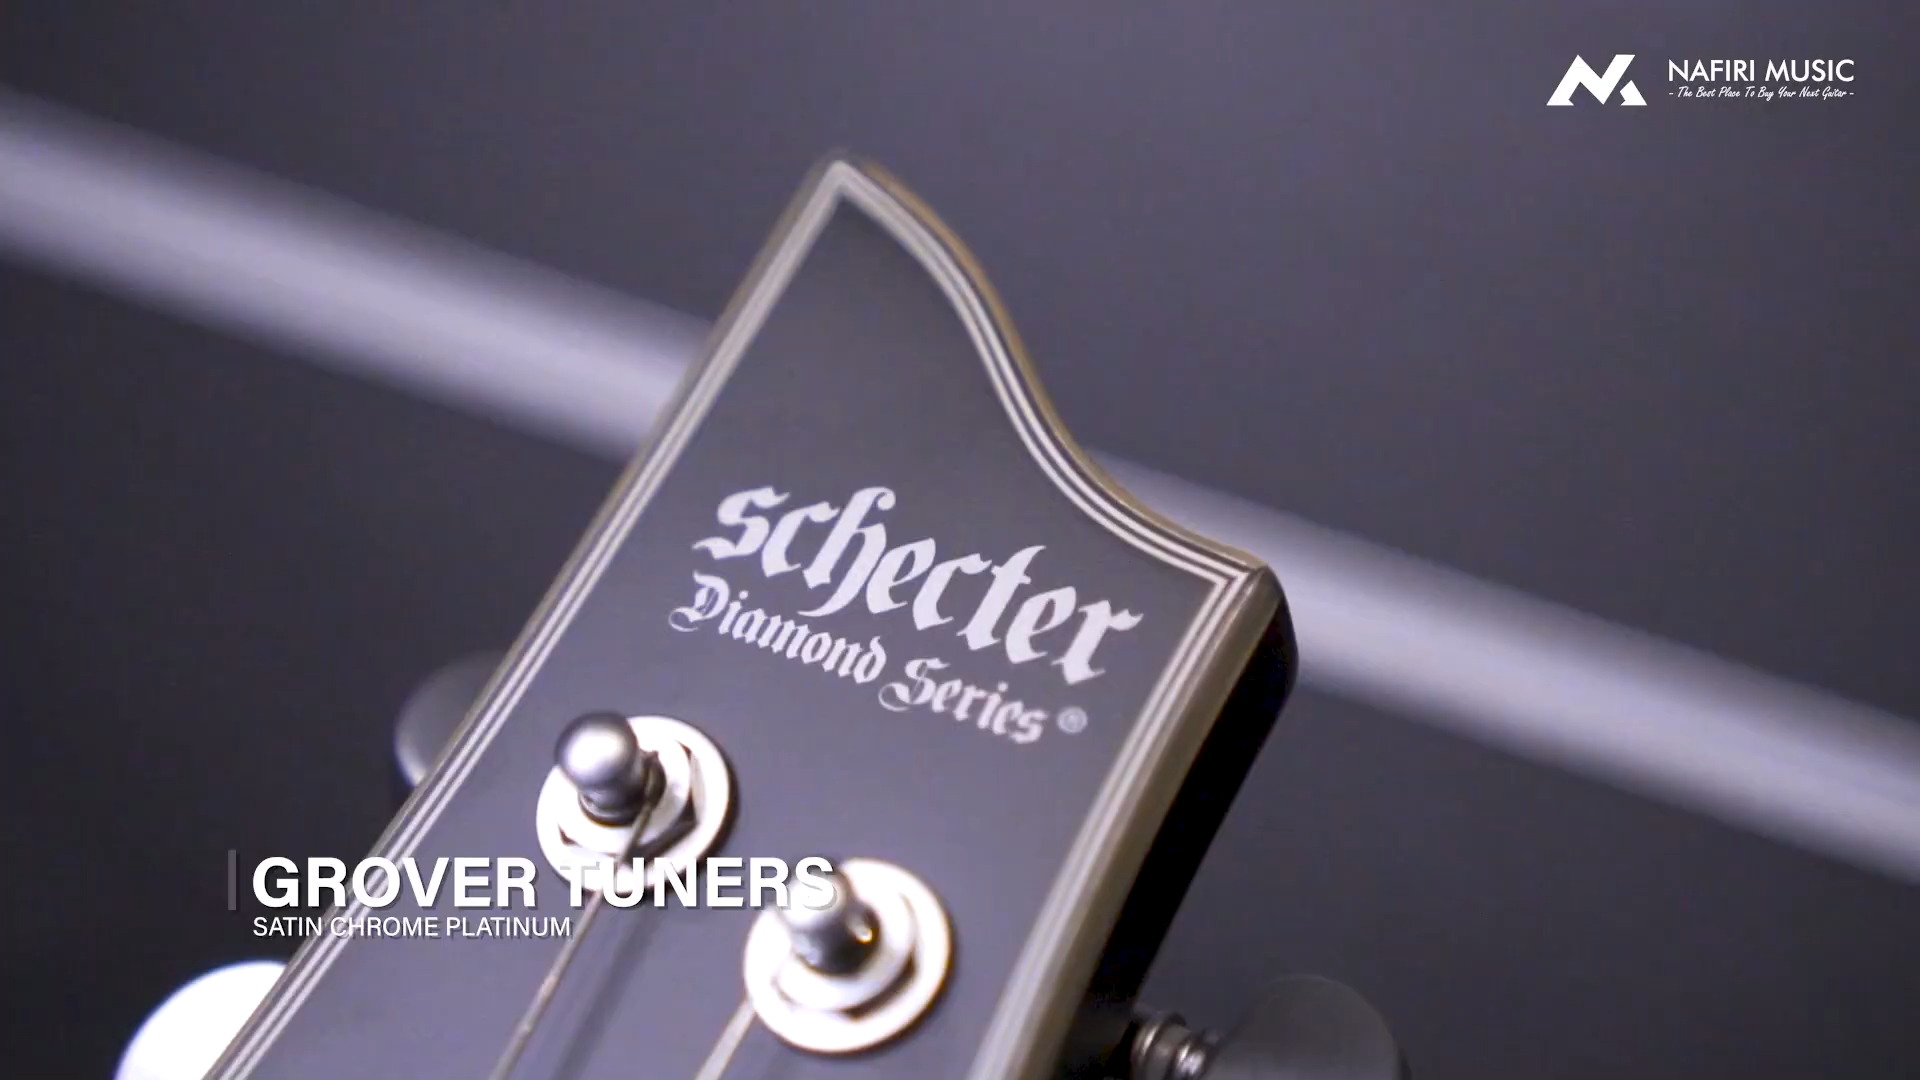 NAFIRI MUSIC
- The Best Place To Buy Your Next Guitar -
schecter
Diamond Series ®
GROVER TUNERS
SATIN CHROME PLATINUM